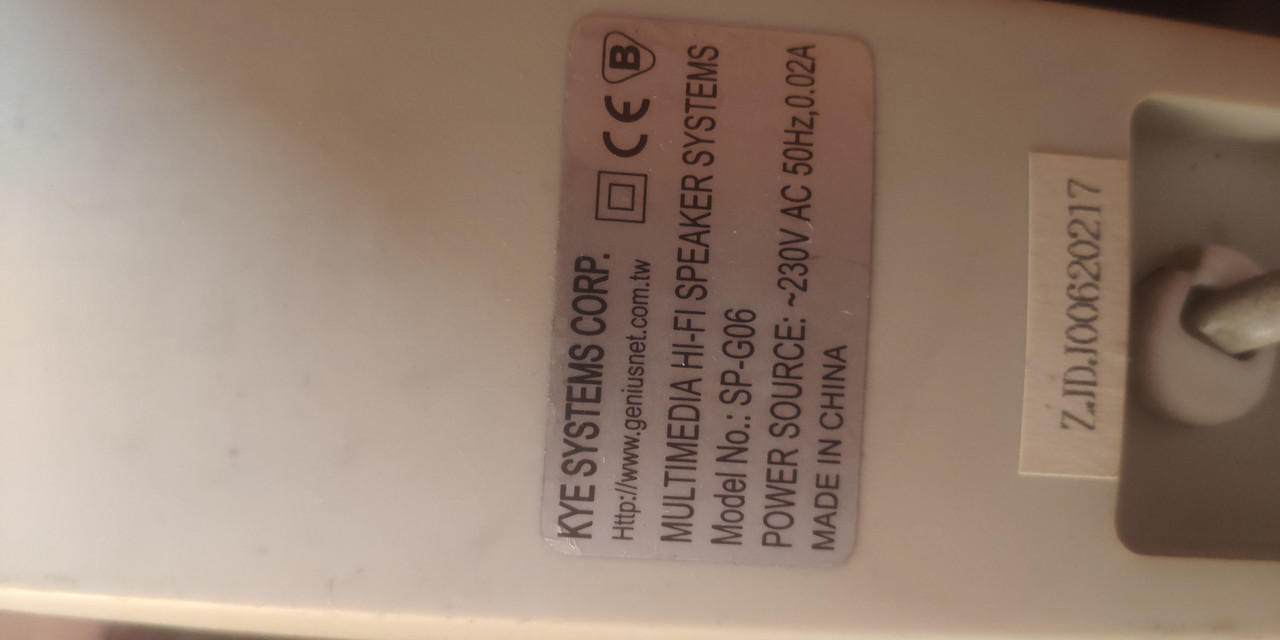 KYE SYSTEMS CORP. CE B
Http://www.geniusnet.com.tw
MULTIMEDIA HI-FI SPEAKER SYSTEMS
Model No.: SP-G06
POWER SOURCE: ~230V AC 50Hz,0.02A
MADE IN CHINA
ZJDJ00620217